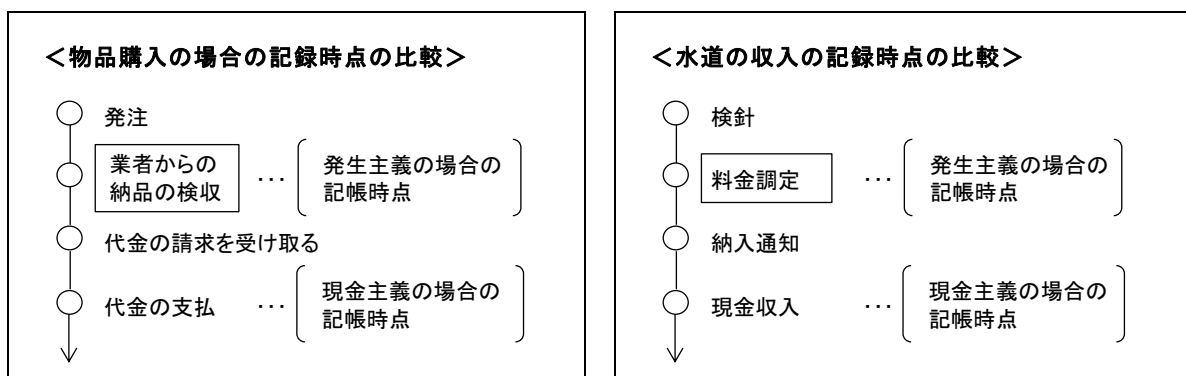 ＜物品購入の場合の記録時点の比較＞
発注
業者からの
納品の検収
･･･
発生主義の場合の
記帳時点
代金の請求を受け取る
代金の支払
･･･
現金主義の場合の
記帳時点
＜水道の収入の記録時点の比較＞
検針
料金調定
･･･
発生主義の場合の
記帳時点
納入通知
現金収入
･･･
現金主義の場合の
記帳時点